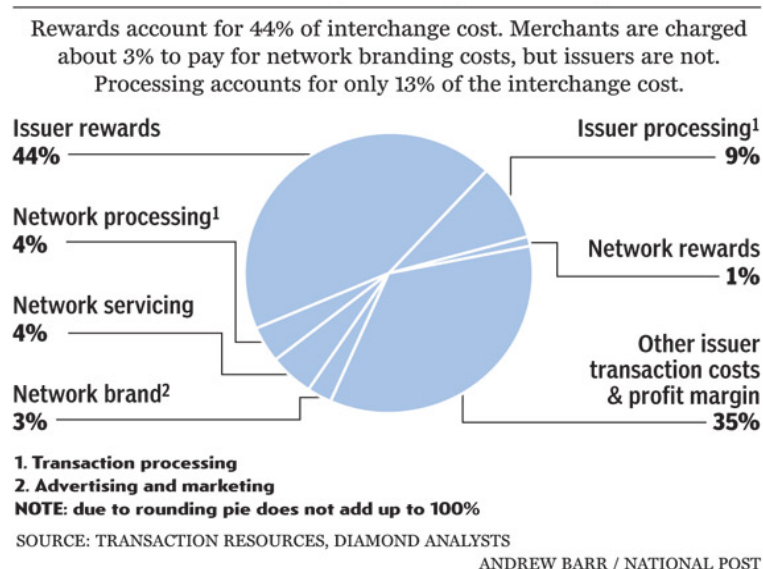 Rewards account for 44% of interchange cost. Merchants are charged
about 3% to pay for network branding costs, but issuers are not.
Processing accounts for only 13% of the interchange cost.
Issuer rewards
44%
Network processing¹
4%
Network servicing
4%
Network brand²
3%
Issuer processing¹
9%
Network rewards
1%
Other issuer
transaction costs
& profit margin
35%
1. Transaction processing
2. Advertising and marketing
NOTE: due to rounding pie does not add up to 100%
SOURCE: TRANSACTION RESOURCES, DIAMOND ANALYSTS
ANDREW BARR / NATIONAL POST